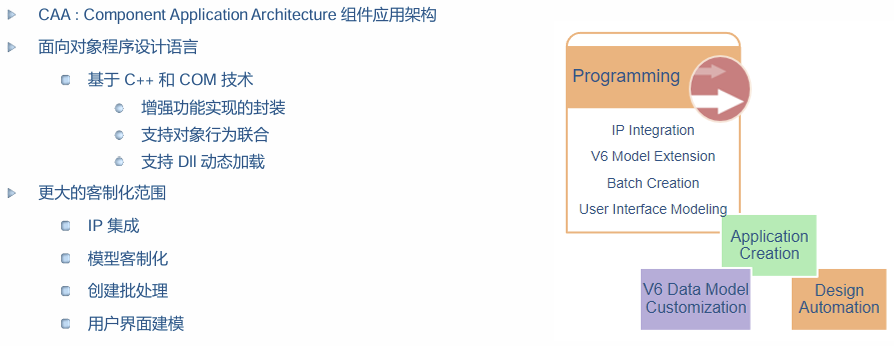 CAA : Component Application Architecture 组件应用架构
面向对象程序设计语言
基于 C++ 和 COM 技术
增强功能实现的封装
支持对象行为联合
支持 Dll 动态加载
更大的客制化范围
IP 集成
模型客制化
创建批处理
用户界面建模
Programming
IP Integration
V6 Model Extension
Batch Creation
User Interface Modeling
Application
Creation
V6 Data Model
Customization
Design
Automation